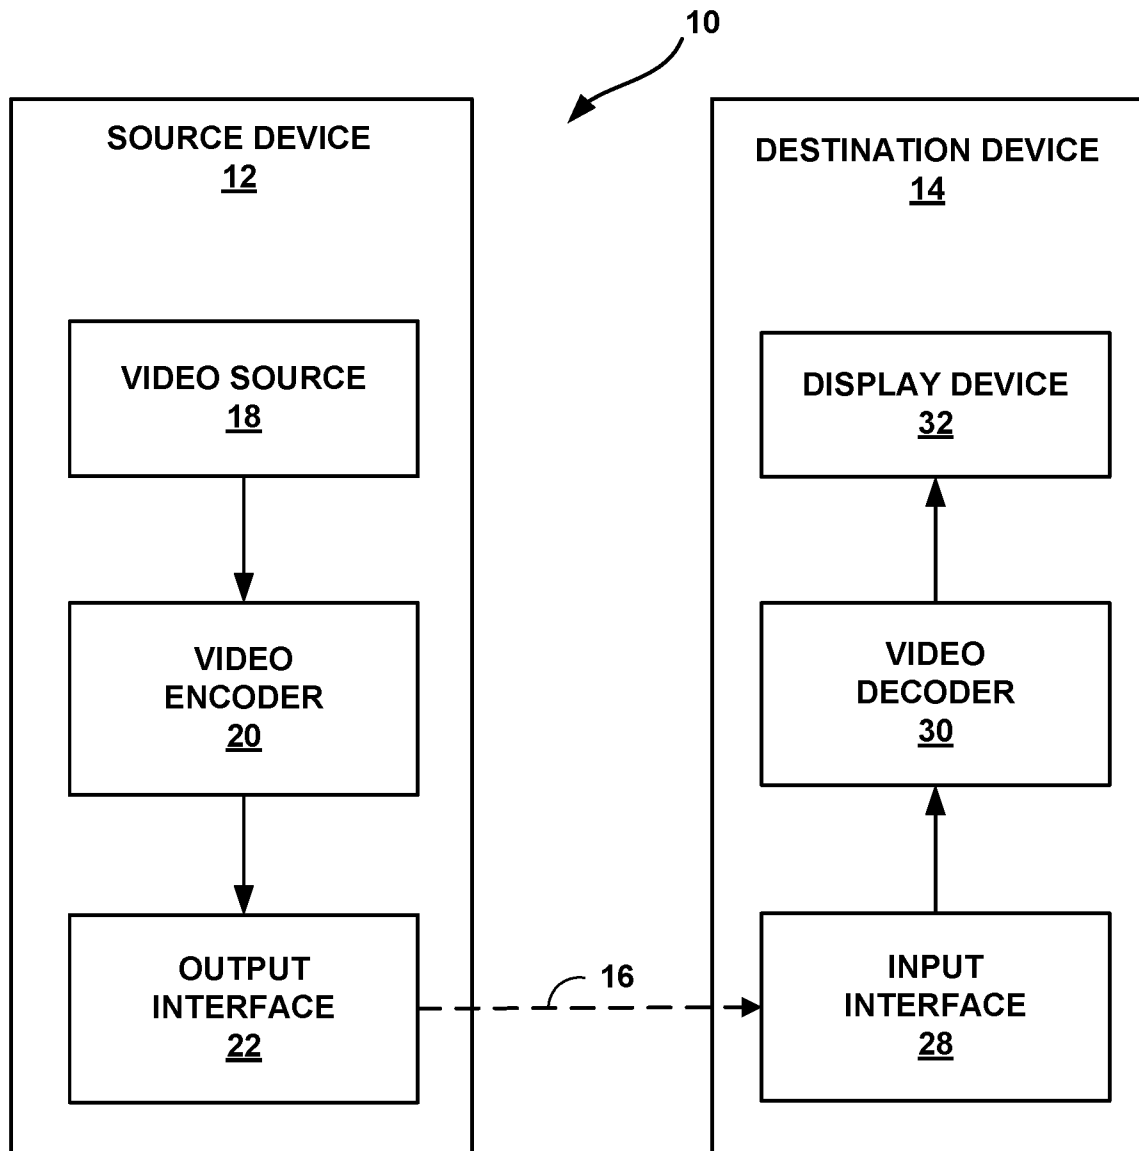 10
SOURCE DEVICE
12
VIDEO SOURCE
18
VIDEO
ENCODER
20
OUTPUT
INTERFACE
22
16
DESTINATION DEVICE
14
DISPLAY DEVICE
32
VIDEO
DECODER
30
INPUT
INTERFACE
28